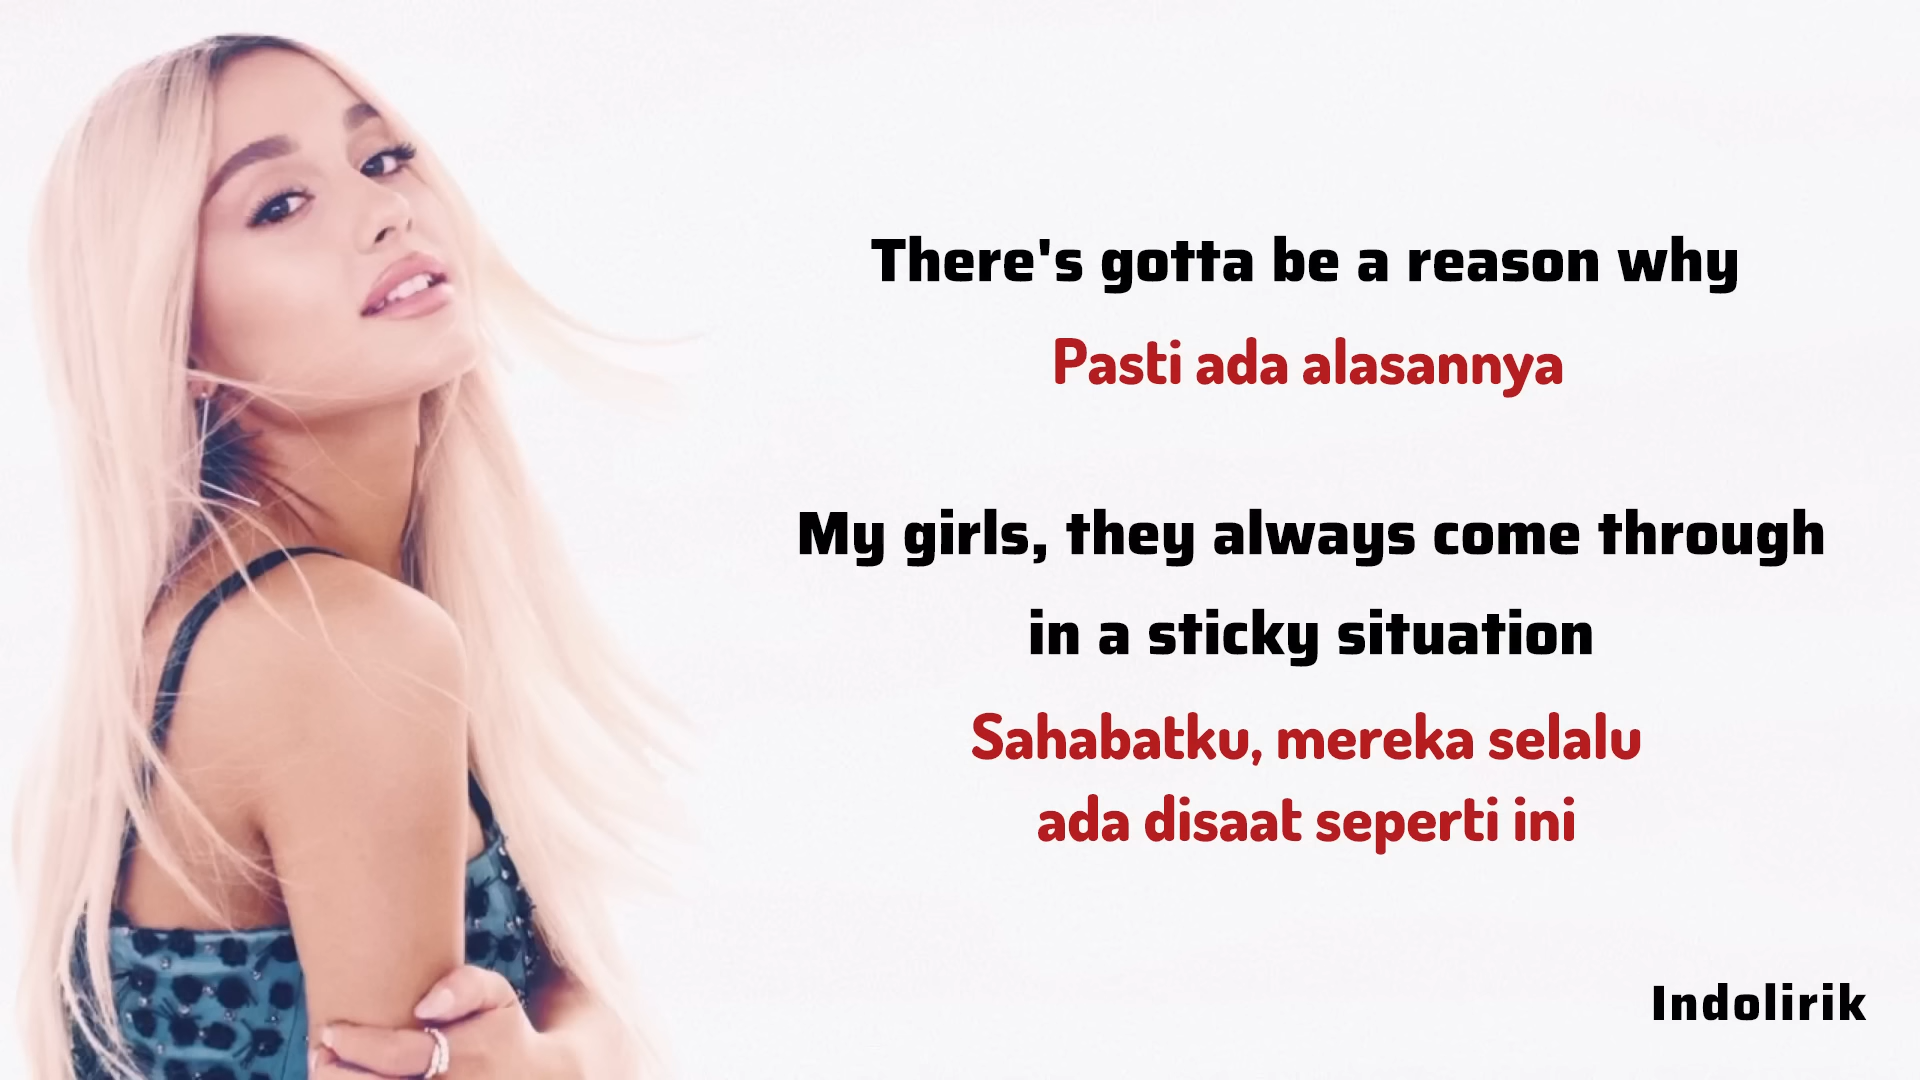 There's gotta be a reason why
Pasti ada alasannya
My girls, they always come through
in a sticky situation
Sahabatku, mereka selalu
ada disaat seperti ini
Indolirik